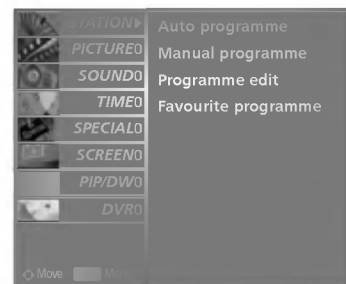 STATION
PICTURE
SOUND
TIME
SPECIAL
SCREEN
PIP/DW
DVR
Auto programme
Manual programme
Programme edit
Favourite programme
Move